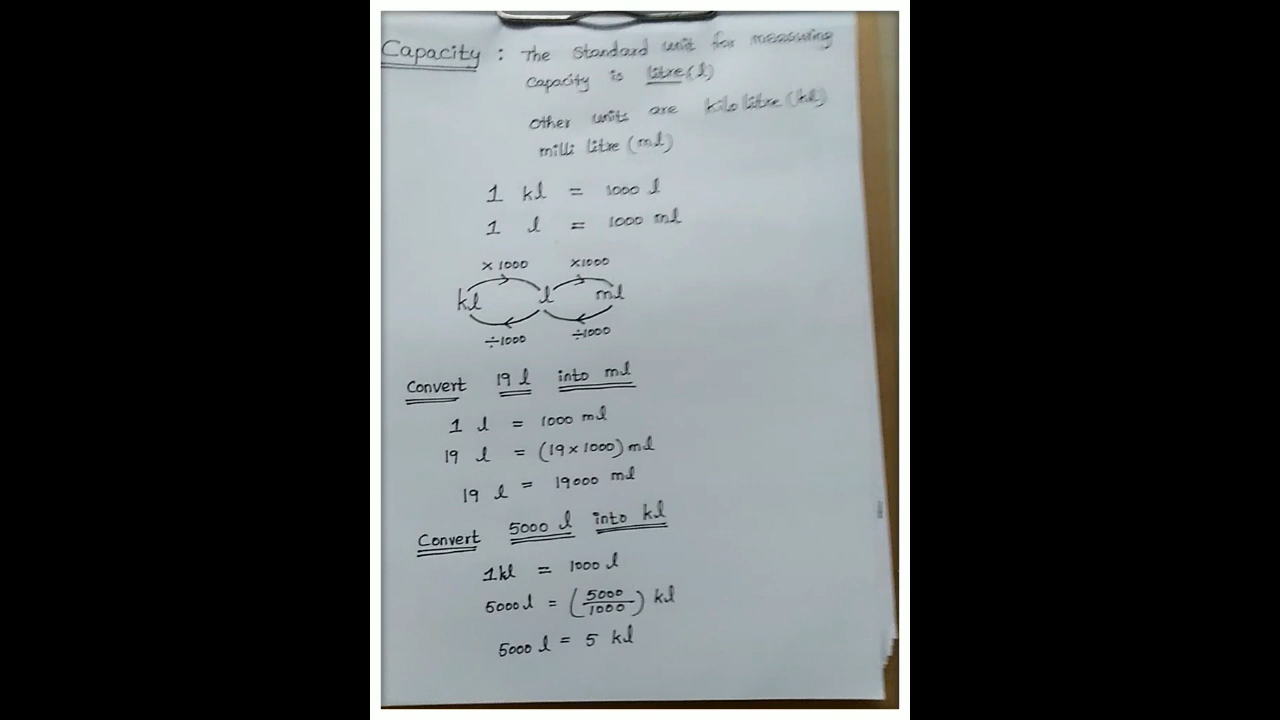 Capacity : The standard unit for measuring
capacity is litre (l)
Other units are kilo litre (kl)
milli litre (ml)
1 kl = 1000 l
1 l = 1000 ml
×1000 ×1000
kl l ml
÷1000 ÷1000
Convert 19 l into ml
1 l = 1000 ml
19 l = (19×1000) ml
19 l = 19000 ml
Convert 5000 l into kl
1kl = 1000 l
5000 l = (5000/1000) kl
5000 l = 5 kl